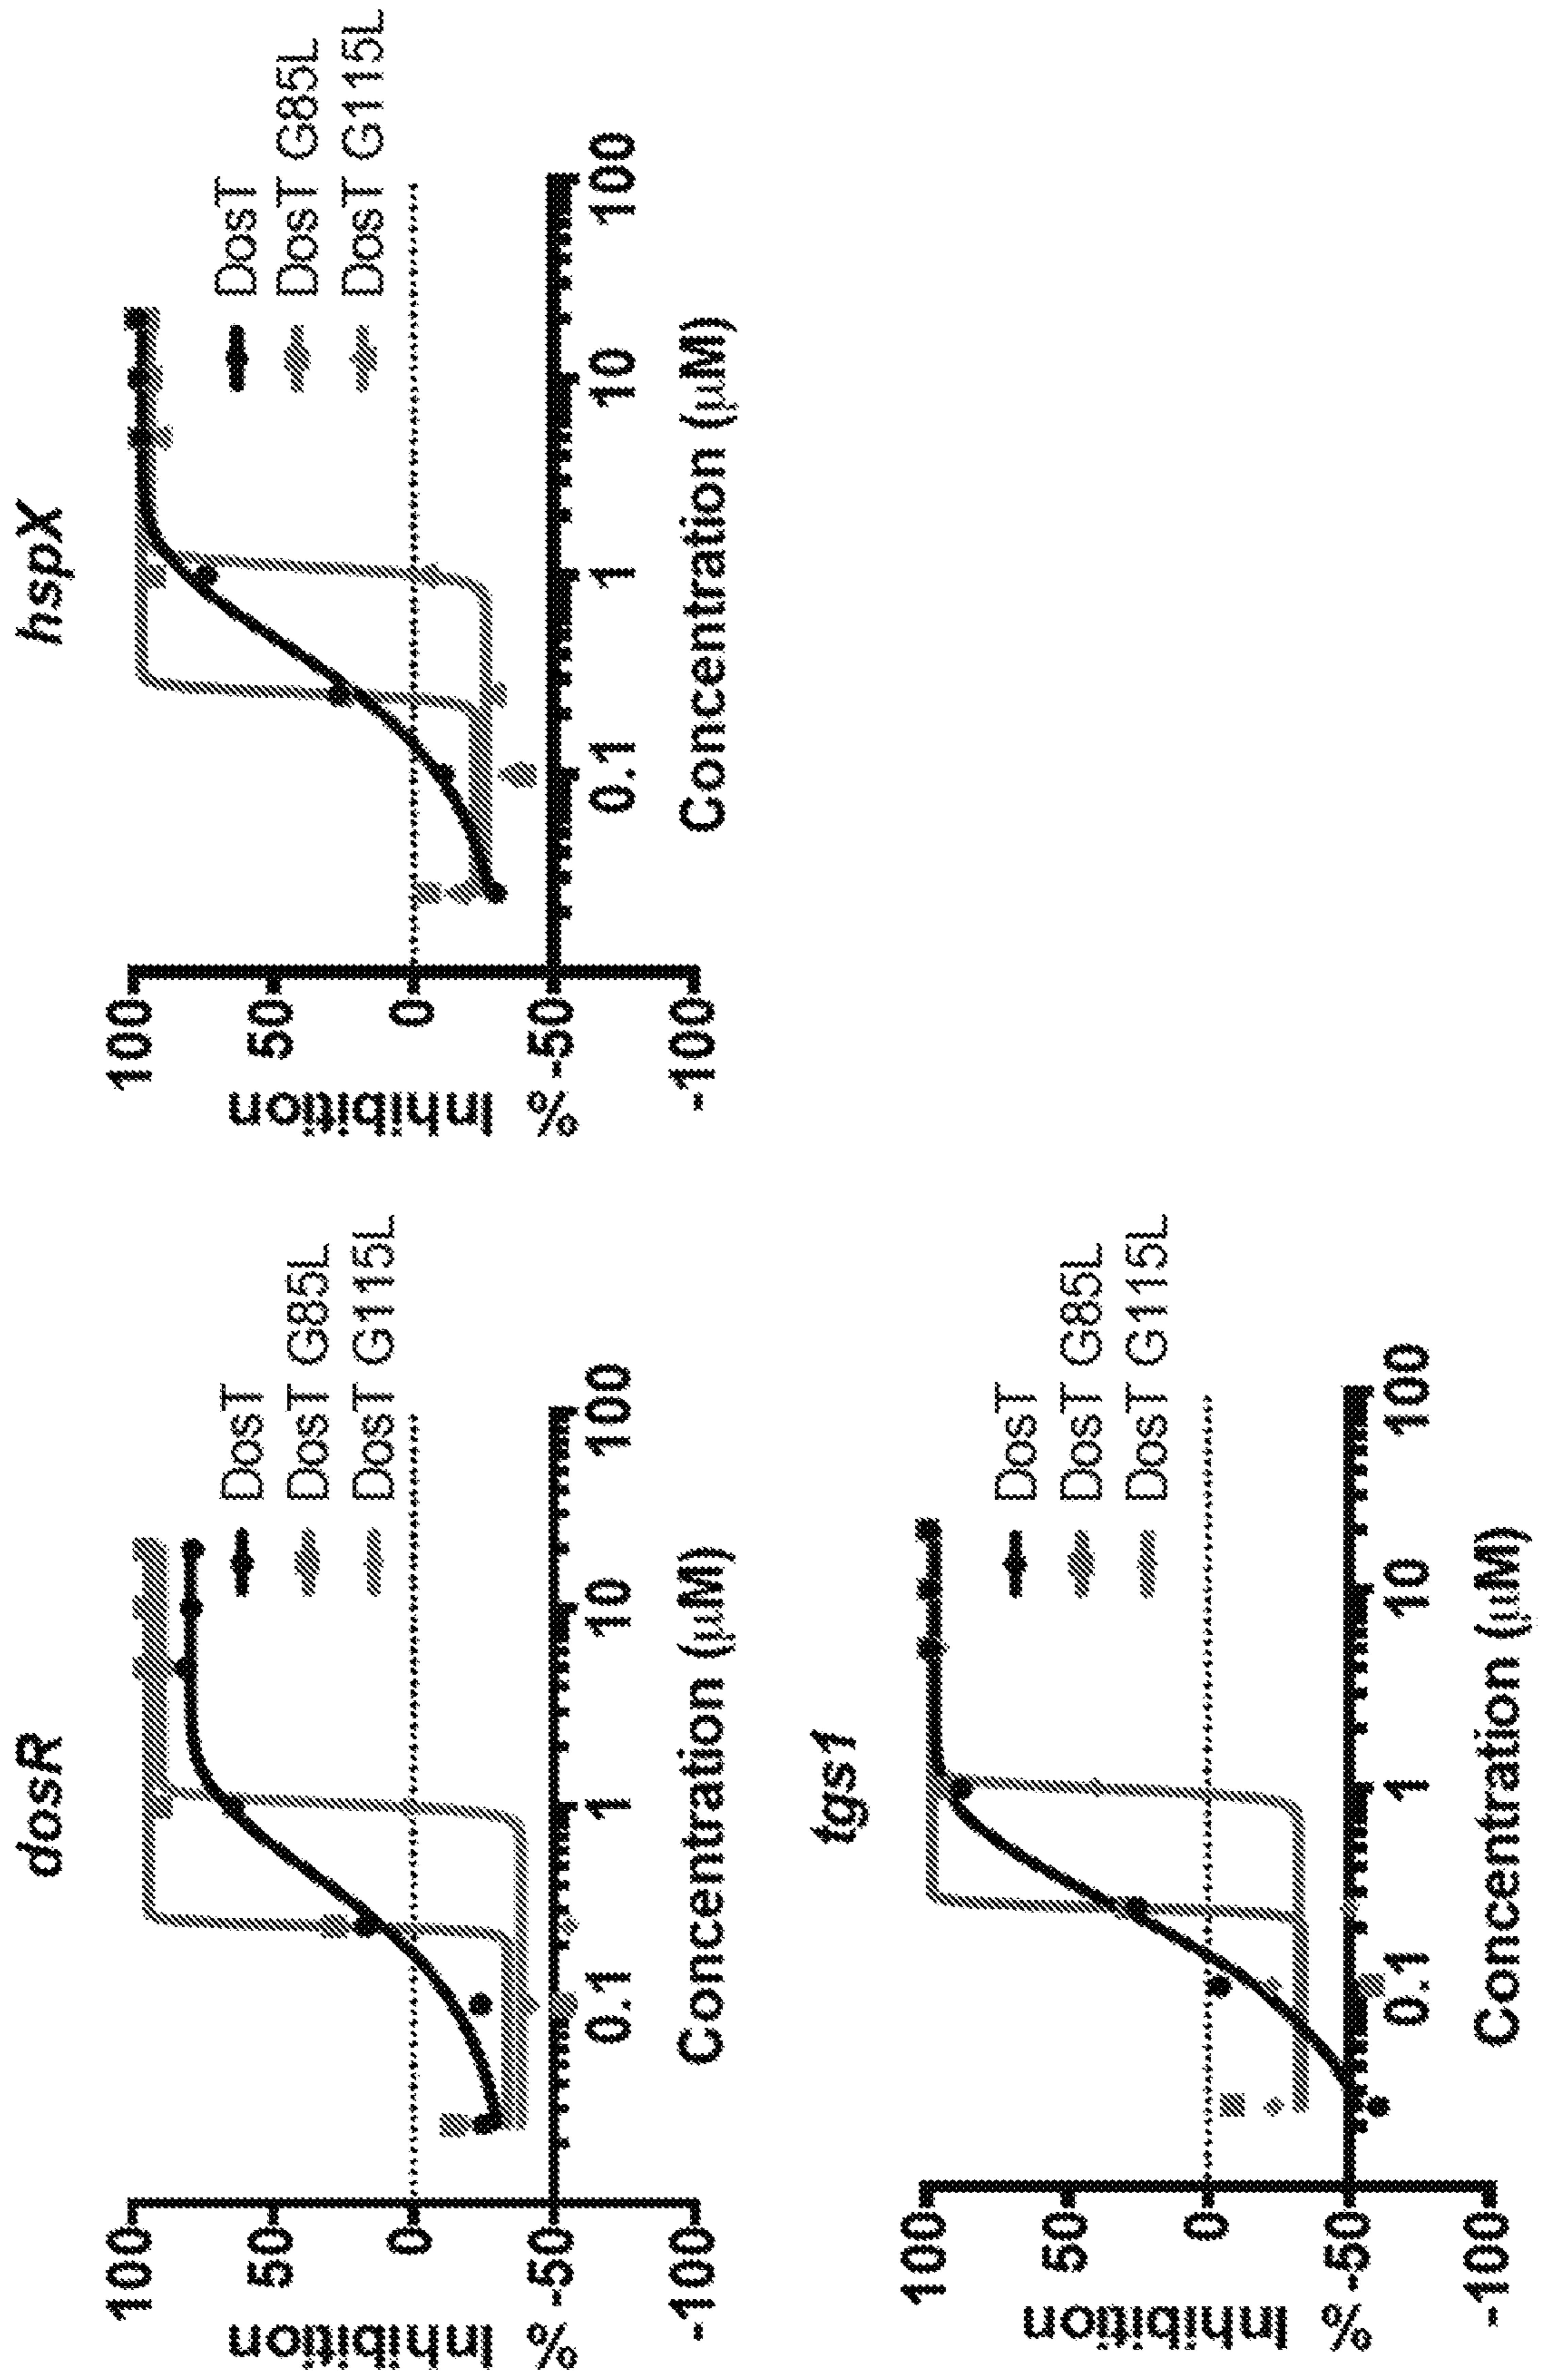 dosR
% Inhibition
100
50
0
-50
-100
0.1
1
10
100
Concentration (µM)
DosT
DosT G85L
DosT G115L
hspX
% Inhibition
100
50
0
-50
-100
0.1
1
10
100
Concentration (µM)
DosT
DosT G85L
DosT G115L
tgs1
% Inhibition
100
50
0
-50
-100
0.1
1
10
100
Concentration (µM)
DosT
DosT G85L
DosT G115L